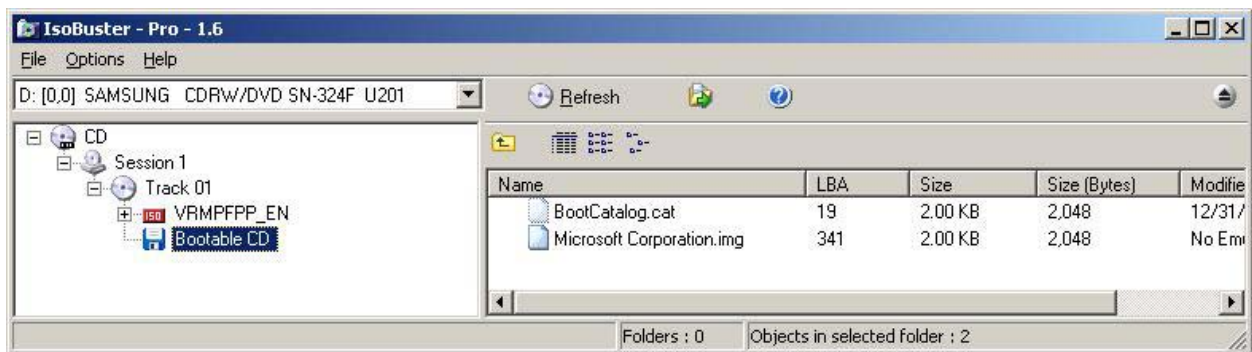 IsoBuster - Pro - 1.6
File Options Help
D: [0,0] SAMSUNG CDRW/DVD SN-324F U201
Refresh
CD
Session 1
Track 01
ISO VRMPFPP_EN
Bootable CD
Name LBA Size Size (Bytes) Modifie
BootCatalog.cat 19 2.00 KB 2,048 12/31/
Microsoft Corporation.img 341 2.00 KB 2,048 No Em
Folders : 0 Objects in selected folder : 2